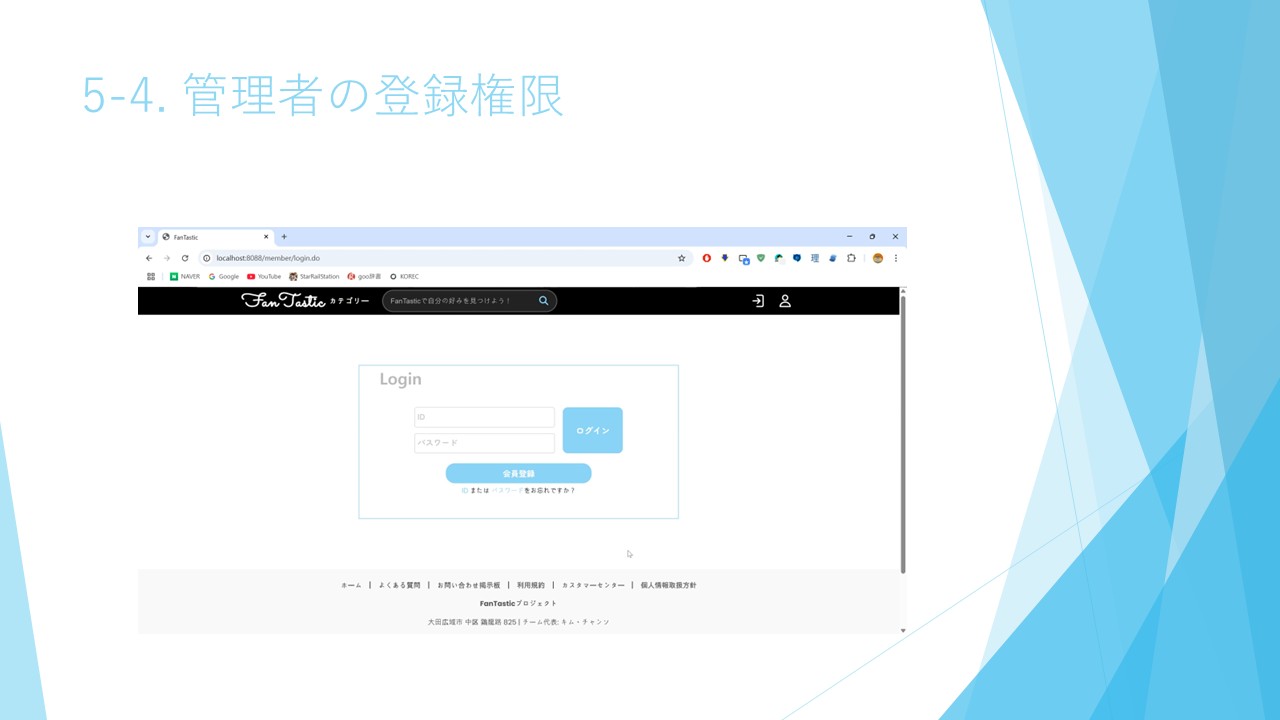 5-4. 管理者の登録権限
FanTastic
localhost:8088/member/login.do
NAVER Google YouTube StarRailStation goo辞書 KOREC
FanTastic カテゴリー FanTasticで自分の好みを見つけよう！
Login
ID
パスワード
ログイン
会員登録
ID または パスワードをお忘れですか？
ホーム | よくある質問 | お問い合わせ掲示板 | 利用規約 | カスタマーセンター | 個人情報取扱方針
FanTasticプロジェクト
大田広域市 中区 鷄龍路 825 | チーム代表: キム・チャンソ